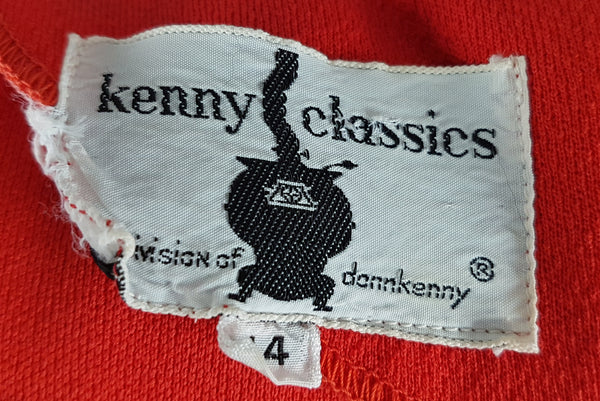 kenny classics
ivision of donnkenny ®
4